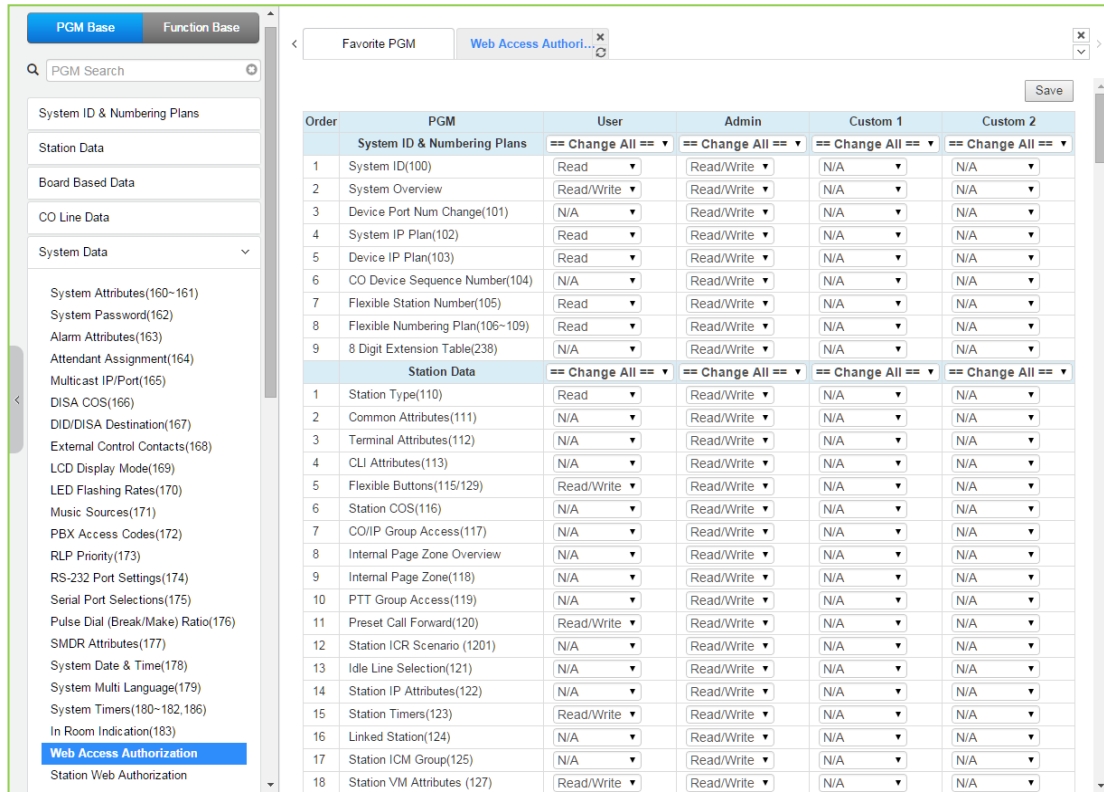 PGM Base Function Base
PGM Search
System ID & Numbering Plans
Station Data
Board Based Data
CO Line Data
System Data
System Attributes(160~161)
System Password(162)
Alarm Attributes(163)
Attendant Assignment(164)
Multicast IP/Port(165)
DISA COS(166)
DID/DISA Destination(167)
External Control Contacts(168)
LCD Display Mode(169)
LED Flashing Rates(170)
Music Sources(171)
PBX Access Codes(172)
RLP Priority(173)
RS-232 Port Settings(174)
Serial Port Selections(175)
Pulse Dial (Break/Make) Ratio(176)
SMDR Attributes(177)
System Date & Time(178)
System Multi Language(179)
System Timers(180~182,186)
In Room Indication(183)
Web Access Authorization
Station Web Authorization
Favorite PGM Web Access Authori...
Save
Order PGM User Admin Custom 1 Custom 2
System ID & Numbering Plans == Change All == == Change All == == Change All == == Change All ==
1 System ID(100) Read Read/Write N/A N/A
2 System Overview Read/Write Read/Write N/A N/A
3 Device Port Num Change(101) N/A Read/Write N/A N/A
4 System IP Plan(102) Read Read/Write N/A N/A
5 Device IP Plan(103) Read Read/Write N/A N/A
6 CO Device Sequence Number(104) N/A Read/Write N/A N/A
7 Flexible Station Number(105) Read Read/Write N/A N/A
8 Flexible Numbering Plan(106~109) Read Read/Write N/A N/A
9 8 Digit Extension Table(238) N/A Read/Write N/A N/A
Station Data == Change All == == Change All == == Change All == == Change All ==
1 Station Type(110) Read Read/Write N/A N/A
2 Common Attributes(111) N/A Read/Write N/A N/A
3 Terminal Attributes(112) N/A Read/Write N/A N/A
4 CLI Attributes(113) N/A Read/Write N/A N/A
5 Flexible Buttons(115/129) Read/Write Read/Write N/A N/A
6 Station COS(116) N/A Read/Write N/A N/A
7 CO/IP Group Access(117) N/A Read/Write N/A N/A
8 Internal Page Zone Overview N/A Read/Write N/A N/A
9 Internal Page Zone(118) N/A Read/Write N/A N/A
10 PTT Group Access(119) N/A Read/Write N/A N/A
11 Preset Call Forward(120) Read/Write Read/Write N/A N/A
12 Station ICR Scenario (1201) N/A Read/Write N/A N/A
13 Idle Line Selection(121) N/A Read/Write N/A N/A
14 Station IP Attributes(122) N/A Read/Write N/A N/A
15 Station Timers(123) Read/Write Read/Write N/A N/A
16 Linked Station(124) N/A Read/Write N/A N/A
17 Station ICM Group(125) N/A Read/Write N/A N/A
18 Station VM Attributes (127) Read/Write Read/Write N/A N/A